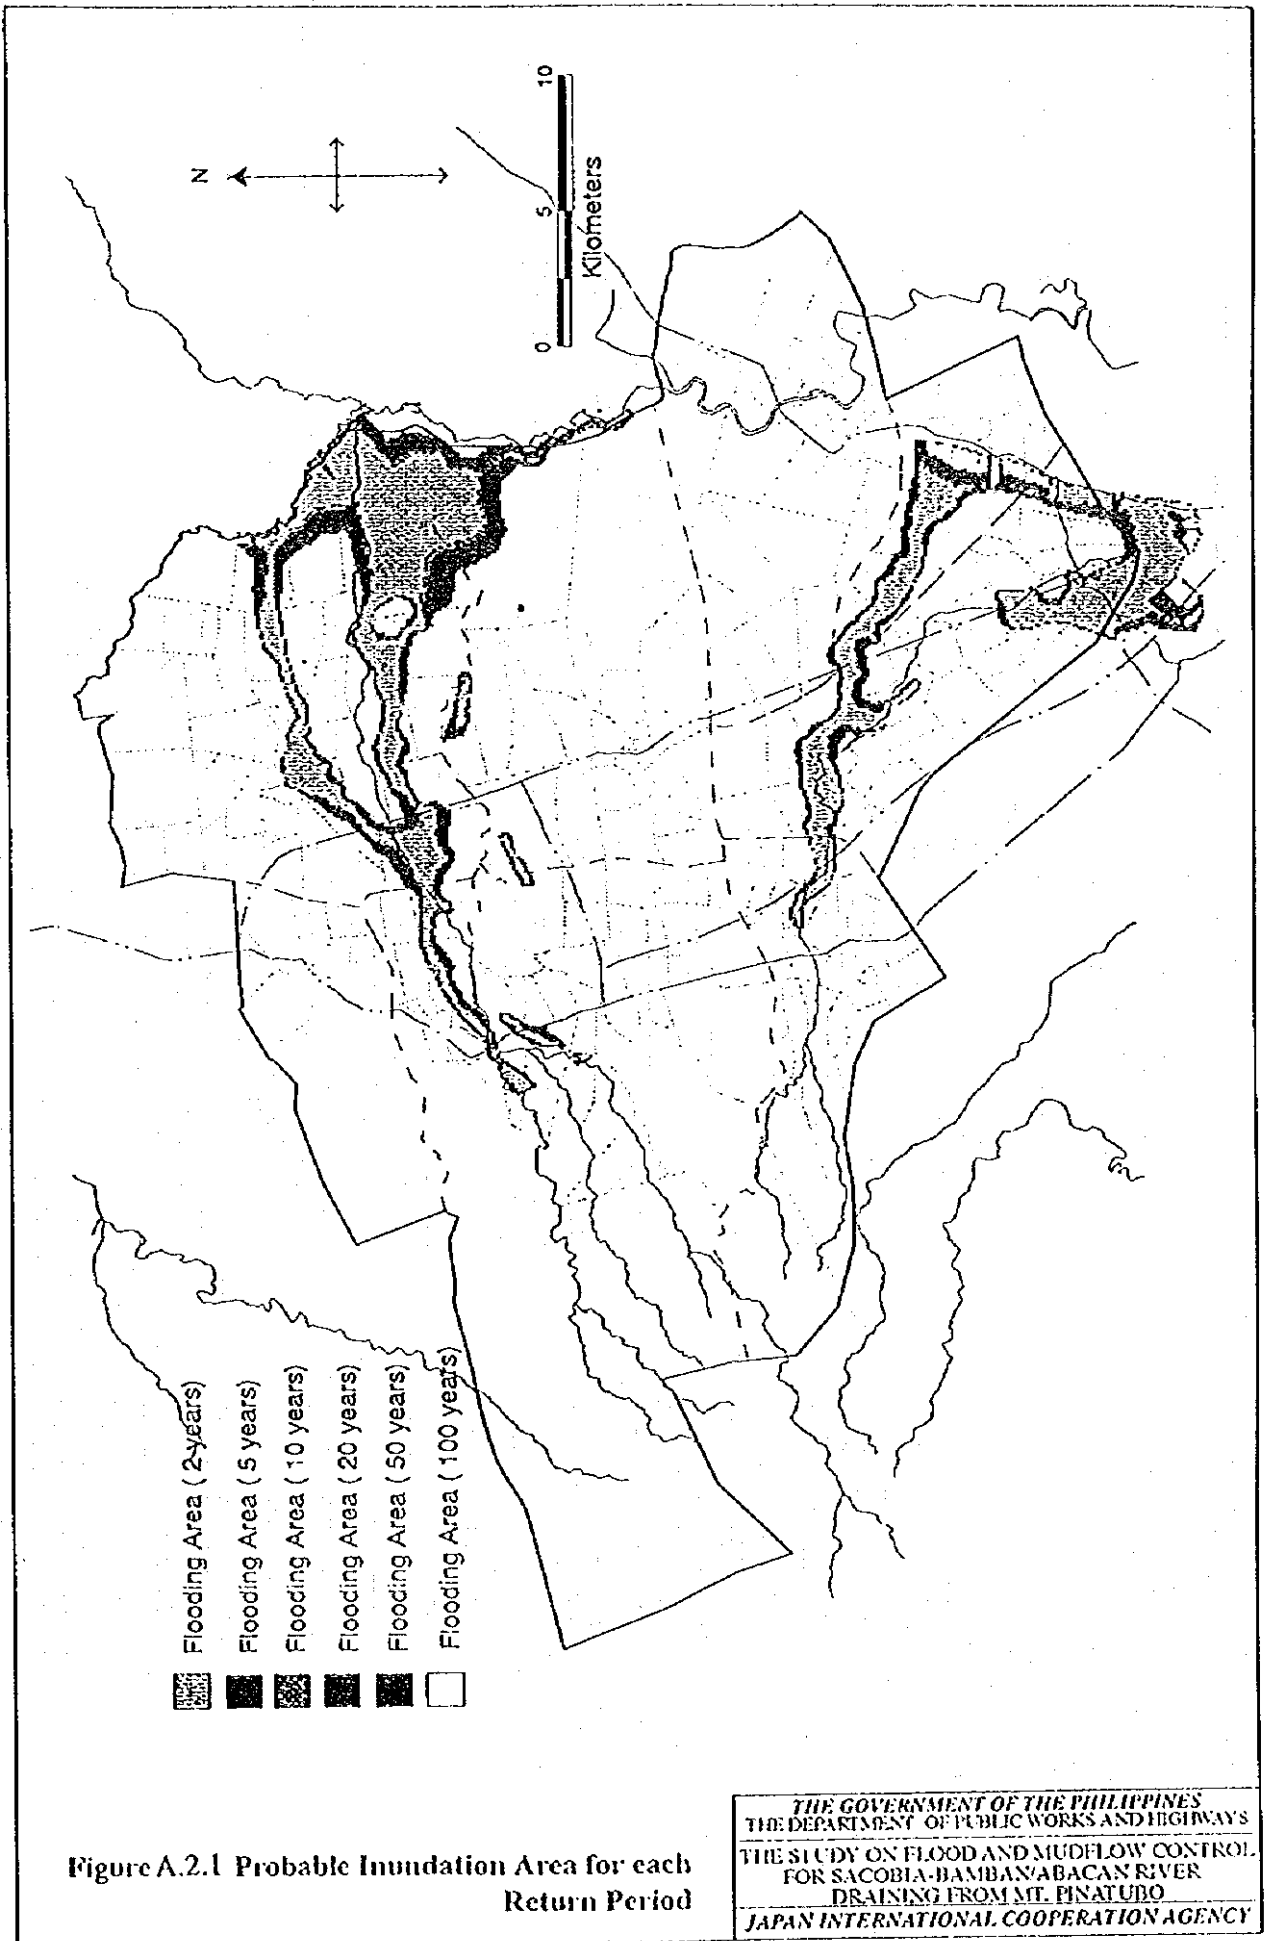 N
0 5 10
Kilometers
Flooding Area ( 2 years)
Flooding Area ( 5 years)
Flooding Area ( 10 years)
Flooding Area ( 20 years)
Flooding Area ( 50 years)
Flooding Area ( 100 years)
Figure A.2.1 Probable Inundation Area for each
Return Period
THE GOVERNMENT OF THE PHILIPPINES
THE DEPARTMENT OF PUBLIC WORKS AND HIGHWAYS
THE STUDY ON FLOOD AND MUDFLOW CONTROL
FOR SACOBIA-BAMBAN/ABACAN RIVER
DRAINING FROM MT. PINATUBO
JAPAN INTERNATIONAL COOPERATION AGENCY